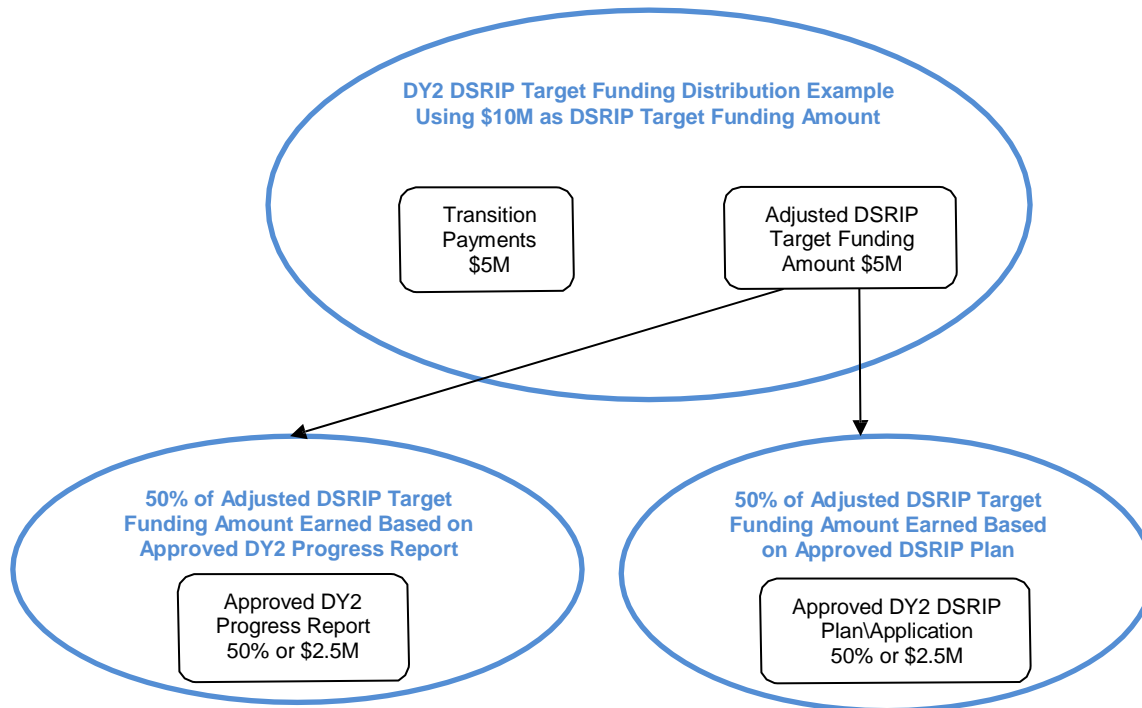 DY2 DSRIP Target Funding Distribution Example
Using $10M as DSRIP Target Funding Amount
Transition
Payments
$5M
Adjusted DSRIP
Target Funding
Amount $5M
50% of Adjusted DSRIP Target
Funding Amount Earned Based on
Approved DY2 Progress Report
Approved DY2
Progress Report
50% or $2.5M
50% of Adjusted DSRIP Target
Funding Amount Earned Based
on Approved DSRIP Plan
Approved DY2 DSRIP
Plan\Application
50% or $2.5M